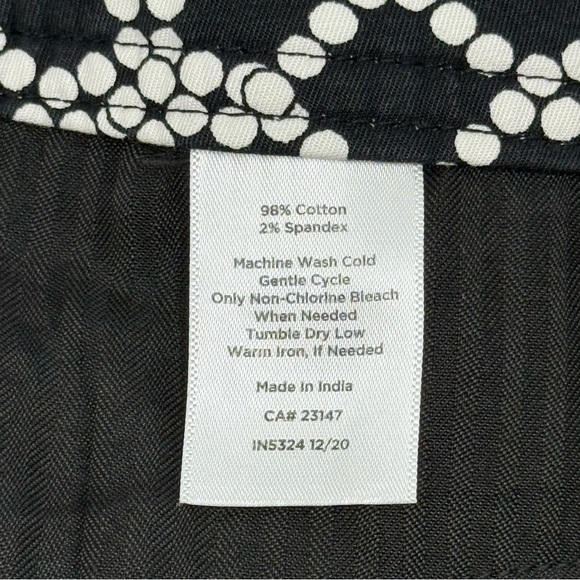 98% Cotton
2% Spandex
Machine Wash Cold
Gentle Cycle
Only Non-Chlorine Bleach
When Needed
Tumble Dry Low
Warm Iron, If Needed
Made in India
CA# 23147
IN5324 12/20